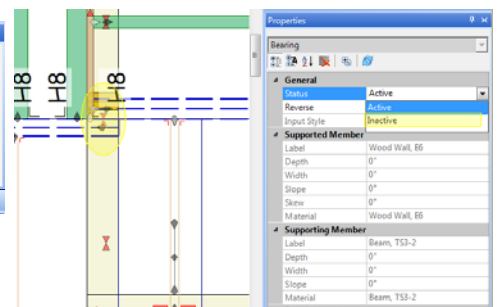 H8
H8
H8
Properties
Bearing
General
Status Active
Reverse Active
Input Style Inactive
Supported Member
Label Wood Wall, E6
Depth 0"
Width 0"
Slope 0°
Skew 0°
Material Wood Wall, E6
Supporting Member
Label Beam, TS3-2
Depth 0"
Width 0"
Slope 0°
Material Beam, TS3-2